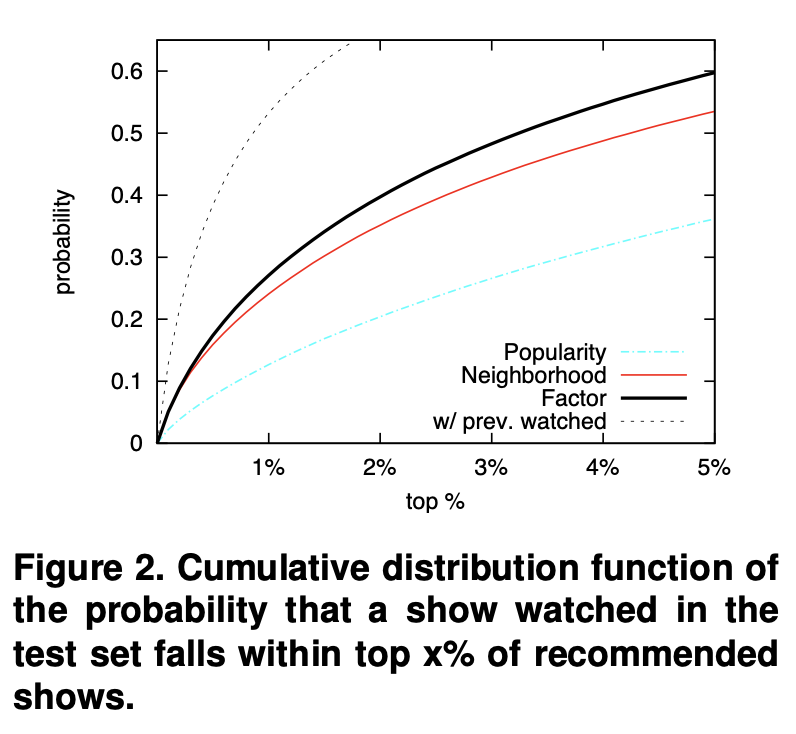 0.6
0.5
0.4
0.3
0.2
0.1
0
probability
Popularity
Neighborhood
Factor
w/ prev. watched
1% 2% 3% 4% 5%
top %
Figure 2. Cumulative distribution function of
the probability that a show watched in the
test set falls within top x% of recommended
shows.